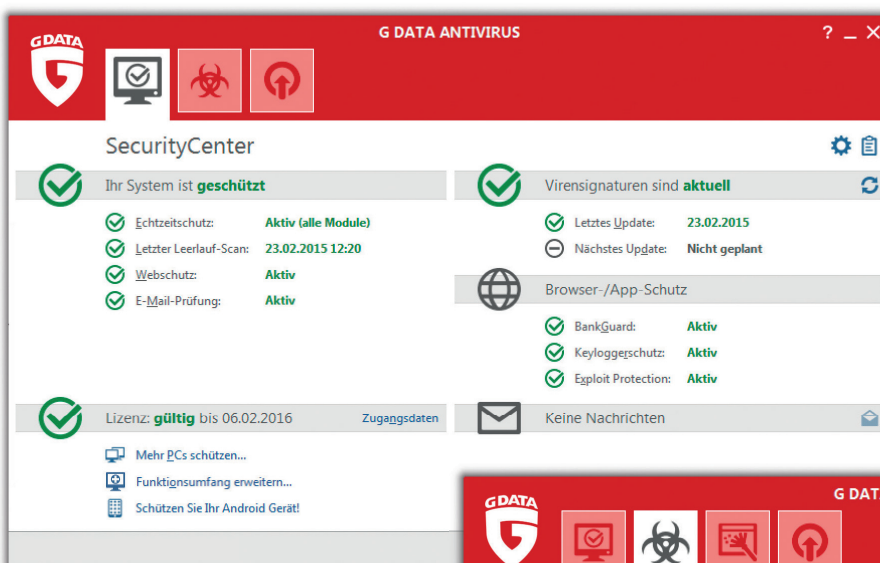 G DATA ANTIVIRUS
G DATA
SecurityCenter
Ihr System ist geschützt
Echtzeitschutz: Aktiv (alle Module)
Letzter Leerlauf-Scan: 23.02.2015 12:20
Webschutz: Aktiv
E-Mail-Prüfung: Aktiv
Virensignaturen sind aktuell
Letztes Update: 23.02.2015
Nächstes Update: Nicht geplant
Browser-/App-Schutz
BankGuard: Aktiv
Keyloggerschutz: Aktiv
Exploit Protection: Aktiv
Lizenz: gültig bis 06.02.2016 Zugangsdaten
Mehr PCs schützen...
Funktionsumfang erweitern...
Schützen Sie Ihr Android Gerät!
Keine Nachrichten
G DATA
G DAT